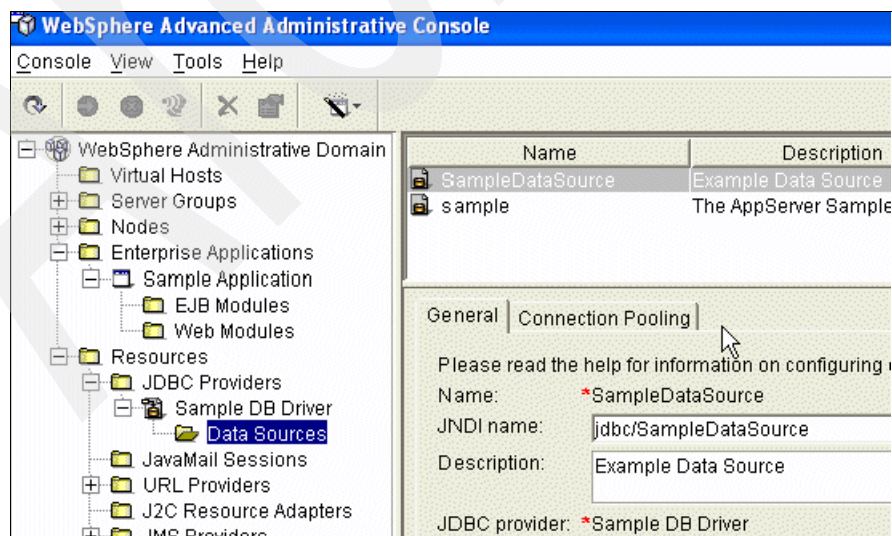 WebSphere Advanced Administrative Console
Console View Tools Help
WebSphere Administrative Domain
Virtual Hosts
Server Groups
Nodes
Enterprise Applications
Sample Application
EJB Modules
Web Modules
Resources
JDBC Providers
Sample DB Driver
Data Sources
JavaMail Sessions
URL Providers
J2C Resource Adapters
JMS Providers
Name Description
SampleDataSource Example Data Source
sample The AppServer Sample
General Connection Pooling
Please read the help for information on configuring
Name: *SampleDataSource
JNDI name: jdbc/SampleDataSource
Description: Example Data Source
JDBC provider: *Sample DB Driver